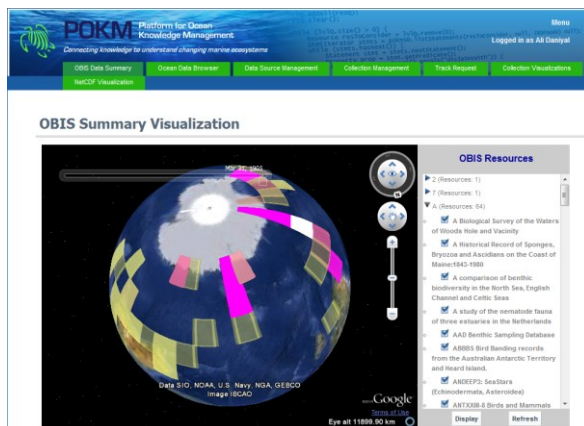 POKM
Platform for Ocean
Knowledge Management
Connecting knowledge to understand changing marine ecosystems
Menu
Logged in as Ali Daniyal
OBIS Data Summary
Ocean Data Browser
Data Source Management
Collection Management
Track Request
Collection Visualizations
NetCDF Visualization
OBIS Summary Visualization
OBIS Resources
2 (Resources: 1)
7 (Resources: 1)
A (Resources: 64)
A Biological Survey of the Waters
of Woods Hole and Vacinity
A Historical Record of Sponges,
Bryozoa and Ascidians on the Coast of
Maine:1843-1980
A comparison of benthic
biodiversity in the North Sea, English
Channel and Celtic Seas
A study of the nematode fauna
of three estuaries in the Netherlands
AAD Benthic Sampling Database
ABBBS Bird Banding records
from the Australian Antarctic Territory
and Heard Island.
ANDEEP3: SeaStars
(Echinodermata, Asteroidea)
ANTXXIII-8 Birds and Mammals
Display
Refresh
Data SIO, NOAA, U.S. Navy, NGA, GEBCO
Image IBCAO
Google
Terms of Use
Eye alt 11899.90 km